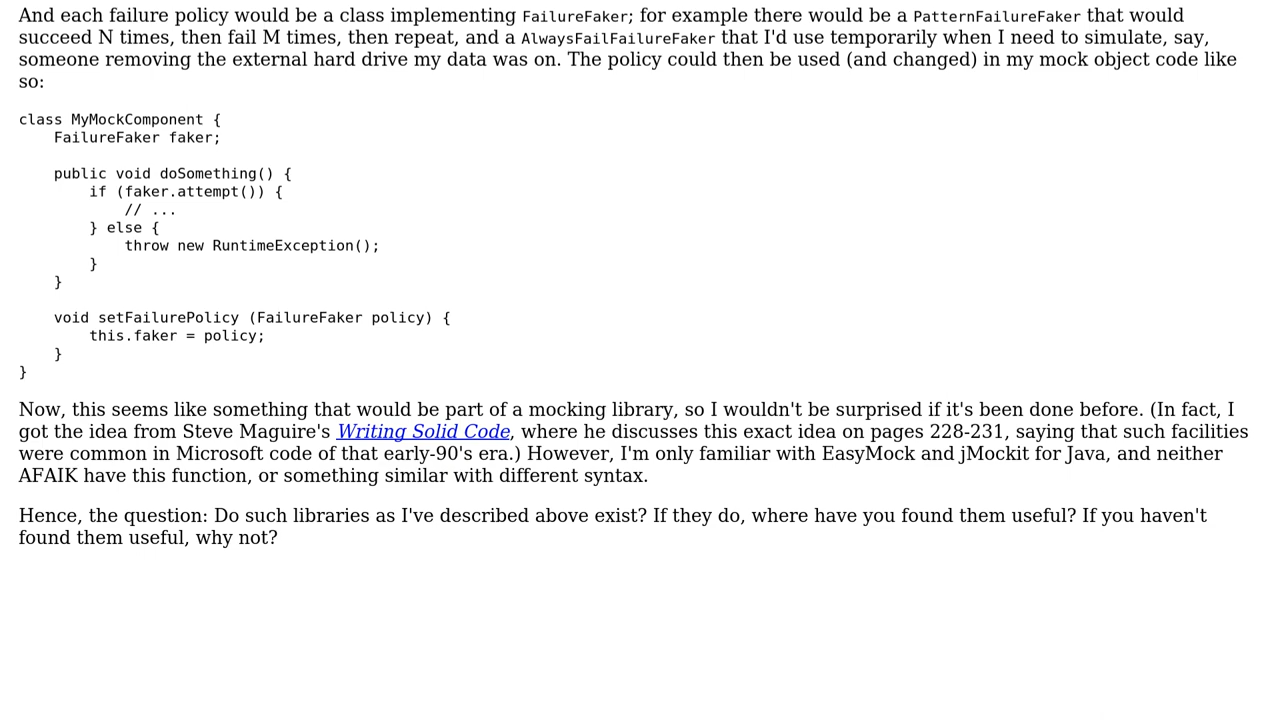 And each failure policy would be a class implementing FailureFaker; for example there would be a PatternFailureFaker that would
succeed N times, then fail M times, then repeat, and a AlwaysFailFailureFaker that I'd use temporarily when I need to simulate, say,
someone removing the external hard drive my data was on. The policy could then be used (and changed) in my mock object code like
so:
class MyMockComponent {
    FailureFaker faker;
    public void doSomething() {
        if (faker.attempt()) {
            // ...
        } else {
            throw new RuntimeException();
        }
    }
    void setFailurePolicy (FailureFaker policy) {
        this.faker = policy;
    }
}
Now, this seems like something that would be part of a mocking library, so I wouldn't be surprised if it's been done before. (In fact, I
got the idea from Steve Maguire's Writing Solid Code, where he discusses this exact idea on pages 228-231, saying that such facilities
were common in Microsoft code of that early-90's era.) However, I'm only familiar with EasyMock and jMockit for Java, and neither
AFAIK have this function, or something similar with different syntax.
Hence, the question: Do such libraries as I've described above exist? If they do, where have you found them useful? If you haven't
found them useful, why not?